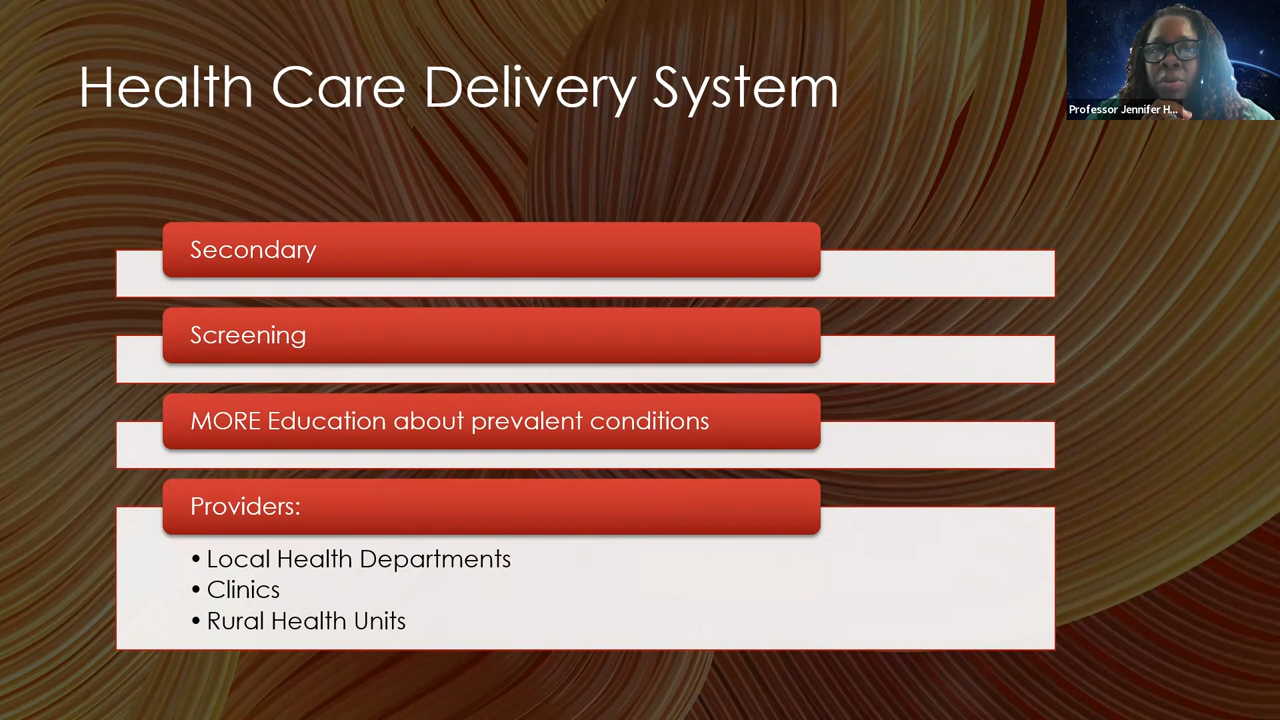 Health Care Delivery System
Professor Jennifer H...
Secondary
Screening
MORE Education about prevalent conditions
Providers:
• Local Health Departments
• Clinics
• Rural Health Units